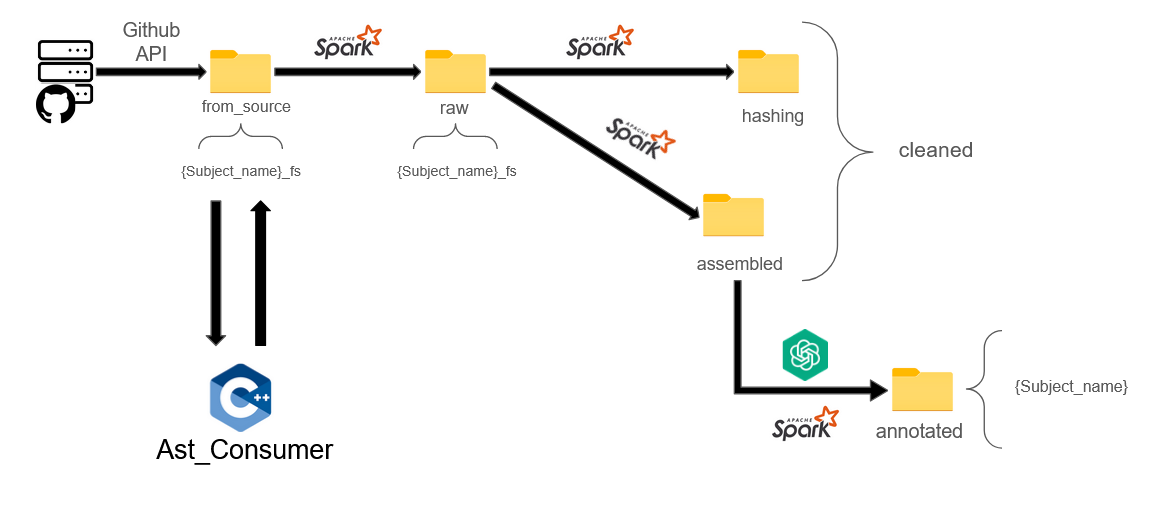 Github
API
APACHE
Spark
APACHE
Spark
from_source
raw
hashing
APACHE
Spark
cleaned
{Subject_name}_fs
{Subject_name}_fs
assembled
C++
Ast_Consumer
APACHE
Spark
annotated
{Subject_name}